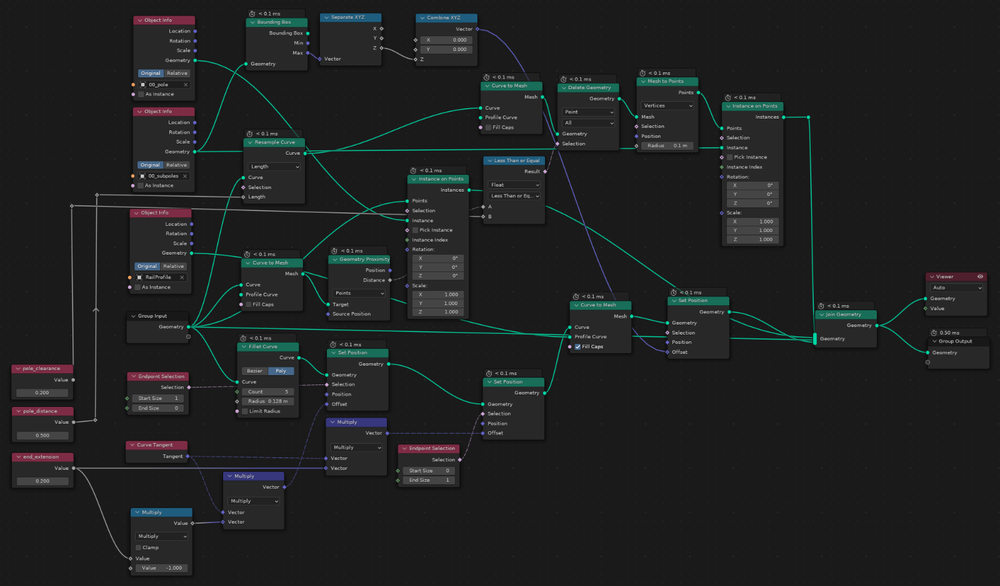 Object Info
Location
Rotation
Scale
Geometry
Original Relative
00_pole
As Instance
Object Info
Location
Rotation
Scale
Geometry
Original Relative
00_subpoles
As Instance
Object Info
Location
Rotation
Scale
Geometry
Original Relative
RailProfile
As Instance
Group Input
Geometry
pole_clearance
Value
0.200
pole_distance
Value
0.500
end_extension
Value
0.200
Endpoint Selection
Selection
Start Size 1
End Size 0
Curve Tangent
Tangent
Multiply
Value
Multiply
Clamp
Value
Value -1.000
< 0.1 ms
Bounding Box
Bounding Box
Min
Max
Geometry
Separate XYZ
X
Y
Z
Vector
Combine XYZ
Vector
X 0.000
Y 0.000
Z
< 0.1 ms
Resample Curve
Curve
Length
Curve
Selection
Length
< 0.1 ms
Curve to Mesh
Mesh
Curve
Profile Curve
Fill Caps
< 0.1 ms
Geometry Proximity
Position
Distance
Points
Target
Source Position
< 0.1 ms
Fillet Curve
Curve
Bezier Poly
Curve
Count 5
Radius 0.128 m
Limit Radius
< 0.1 ms
Set Position
Geometry
Geometry
Selection
Position
Offset
Multiply
Vector
Multiply
Vector
Vector
Multiply
Vector
Multiply
Vector
Vector
< 0.1 ms
Instance on Points
Instances
Points
Selection
Instance
Pick Instance
Instance Index
Rotation:
X 0°
Y 0°
Z 0°
Scale:
X 1.000
Y 1.000
Z 1.000
Endpoint Selection
Selection
Start Size 0
End Size 1
< 0.1 ms
Curve to Mesh
Mesh
Curve
Profile Curve
Fill Caps
Less Than or Equal
Result
Float
Less Than or Eq...
A
B
< 0.1 ms
Set Position
Geometry
Geometry
Selection
Position
Offset
< 0.1 ms
Delete Geometry
Geometry
Point
All
Geometry
Selection
< 0.1 ms
Mesh to Points
Points
Vertices
Mesh
Selection
Position
Radius 0.1 m
< 0.1 ms
Curve to Mesh
Mesh
Curve
Profile Curve
Fill Caps
< 0.1 ms
Set Position
Geometry
Geometry
Selection
Position
Offset
< 0.1 ms
Instance on Points
Instances
Points
Selection
Instance
Pick Instance
Instance Index
Rotation:
X 0°
Y 0°
Z 0°
Scale:
X 1.000
Y 1.000
Z 1.000
< 0.1 ms
Join Geometry
Geometry
Geometry
Viewer
Auto
Geometry
Value
0.50 ms
Group Output
Geometry